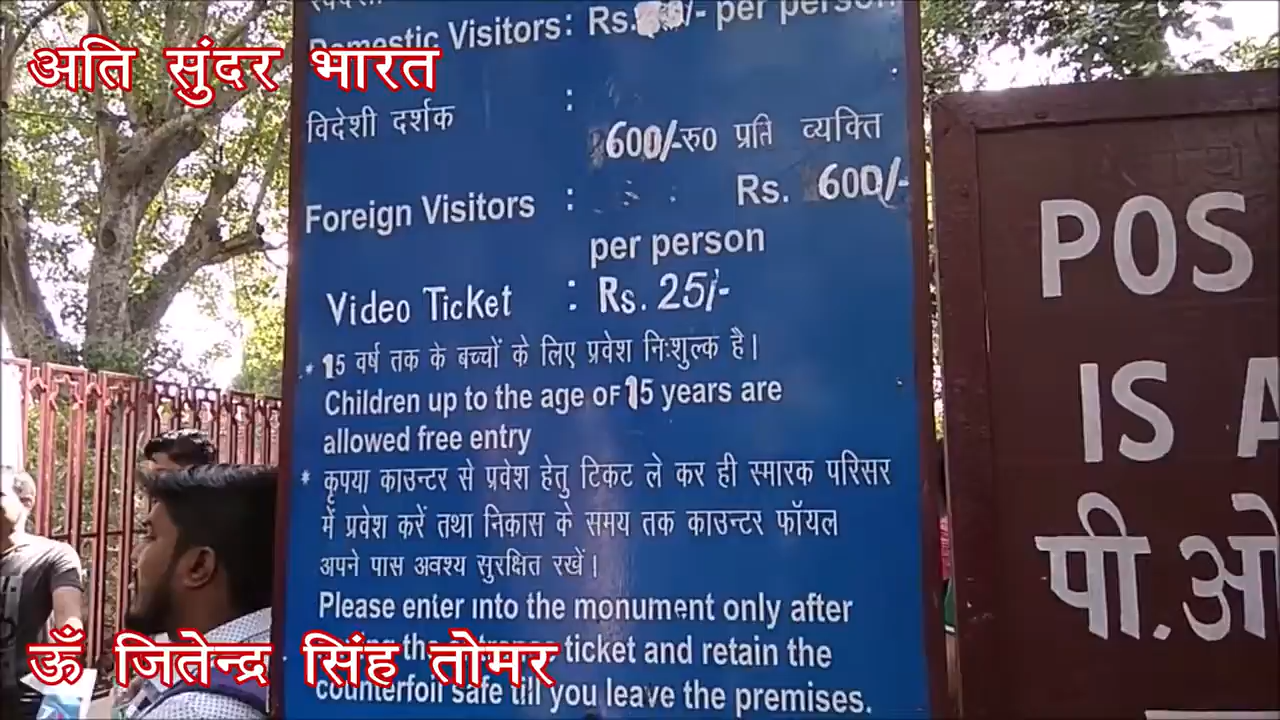 अति सुंदर भारत
Domestic Visitors: Rs. /- per person
विदेशी दर्शक :
600/-रु0 प्रति व्यक्ति
Foreign Visitors : Rs. 600/-
per person
Video Ticket : Rs. 25/-
* 15 वर्ष तक के बच्चों के लिए प्रवेश निःशुल्क है।
Children up to the age of 15 years are
allowed free entry
* कृपया काउन्टर से प्रवेश हेतु टिकट ले कर ही स्मारक परिसर
में प्रवेश करें तथा निकास के समय तक काउन्टर फॉयल
अपने पास अवश्य सुरक्षित रखें।
Please enter into the monument only after
the entrance ticket and retain the
counterfoil safe till you leave the premises.
POS
IS A
पी.ओ
ॐ जितेन्द्र सिंह तोमर